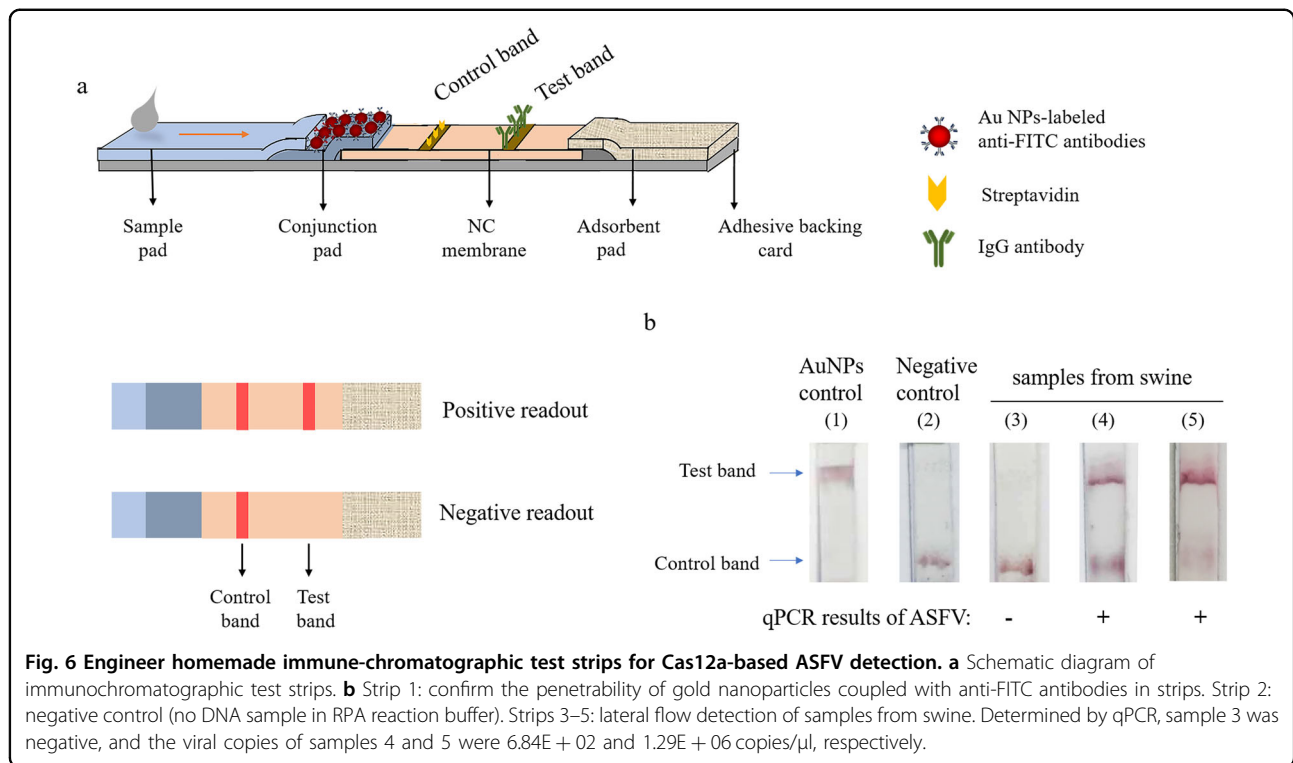 a
Control band
Test band
Sample
pad
Conjunction
pad
NC
membrane
Adsorbent
pad
Adhesive backing
card
Au NPs-labeled
anti-FITC antibodies
Streptavidin
IgG antibody
Positive readout
Negative readout
Control
band
Test
band
b
AuNPs
control
(1)
Negative
control
(2)
samples from swine
(3) (4) (5)
Test band
Control band
qPCR results of ASFV: - + +
Fig. 6 Engineer homemade immune-chromatographic test strips for Cas12a-based ASFV detection. a Schematic diagram of
immunochromatographic test strips. b Strip 1: confirm the penetrability of gold nanoparticles coupled with anti-FITC antibodies in strips. Strip 2:
negative control (no DNA sample in RPA reaction buffer). Strips 3–5: lateral flow detection of samples from swine. Determined by qPCR, sample 3 was
negative, and the viral copies of samples 4 and 5 were 6.84E + 02 and 1.29E + 06 copies/μl, respectively.